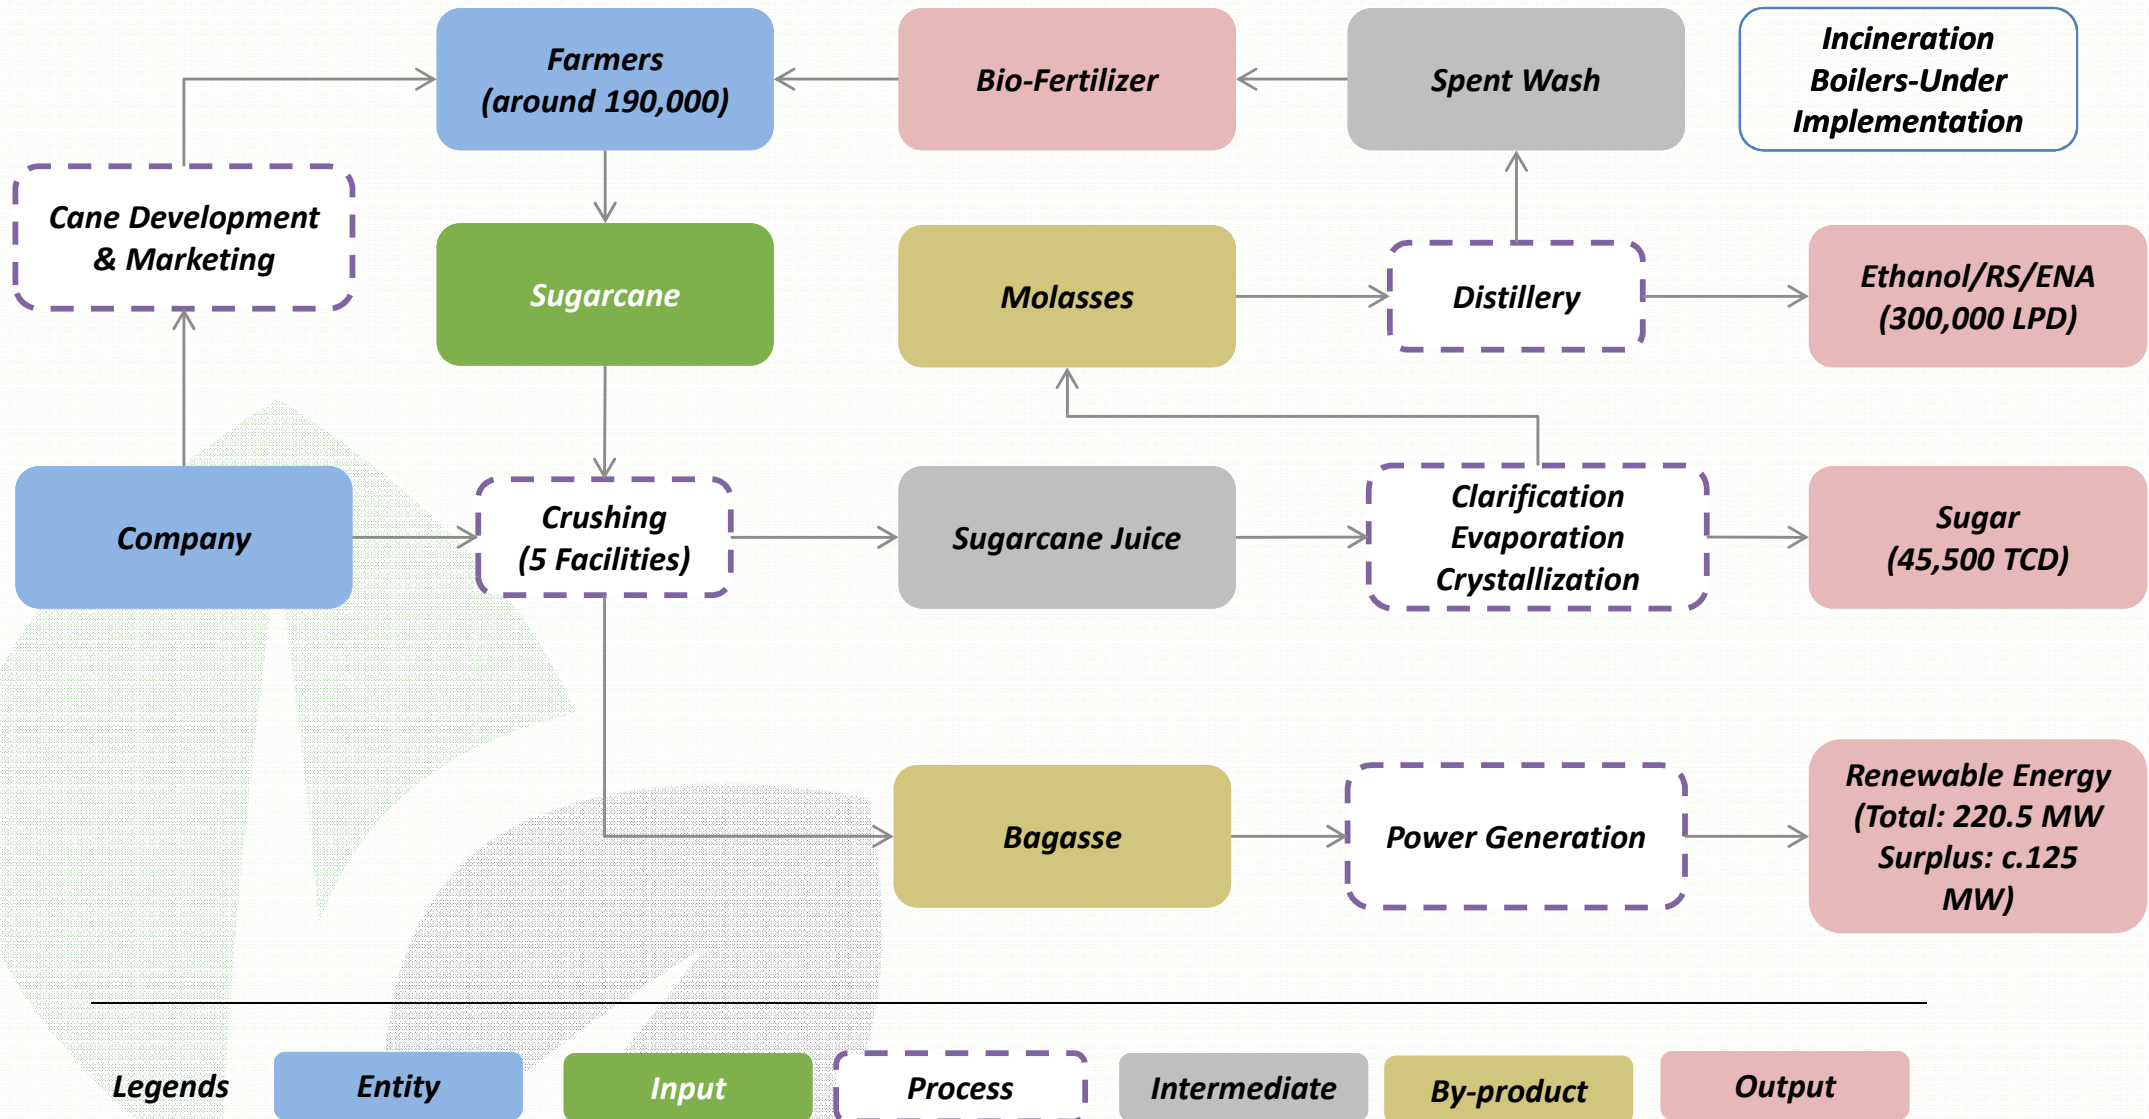 Farmers
(around 190,000)
Bio-Fertilizer
Spent Wash
Incineration
Boilers-Under
Implementation
Cane Development
& Marketing
Sugarcane
Molasses
Distillery
Ethanol/RS/ENA
(300,000 LPD)
Company
Crushing
(5 Facilities)
Sugarcane Juice
Clarification
Evaporation
Crystallization
Sugar
(45,500 TCD)
Bagasse
Power Generation
Renewable Energy
(Total: 220.5 MW
Surplus: c.125
MW)
Legends
Entity
Input
Process
Intermediate
By-product
Output